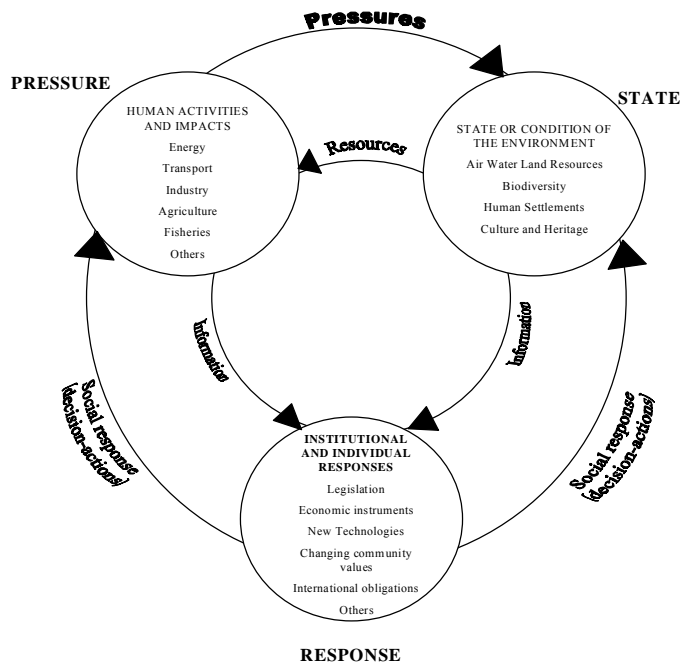 Pressures
PRESSURE
STATE
HUMAN ACTIVITIES
AND IMPACTS
Energy
Transport
Industry
Agriculture
Fisheries
Others
Resources
STATE OR CONDITION OF
THE ENVIRONMENT
Air Water Land Resources
Biodiversity
Human Settlements
Culture and Heritage
Information
Information
Social response
(decision-actions)
Social response
(decision-actions)
INSTITUTIONAL
AND INDIVIDUAL
RESPONSES
Legislation
Economic instruments
New Technologies
Changing community
values
International obligations
Others
RESPONSE